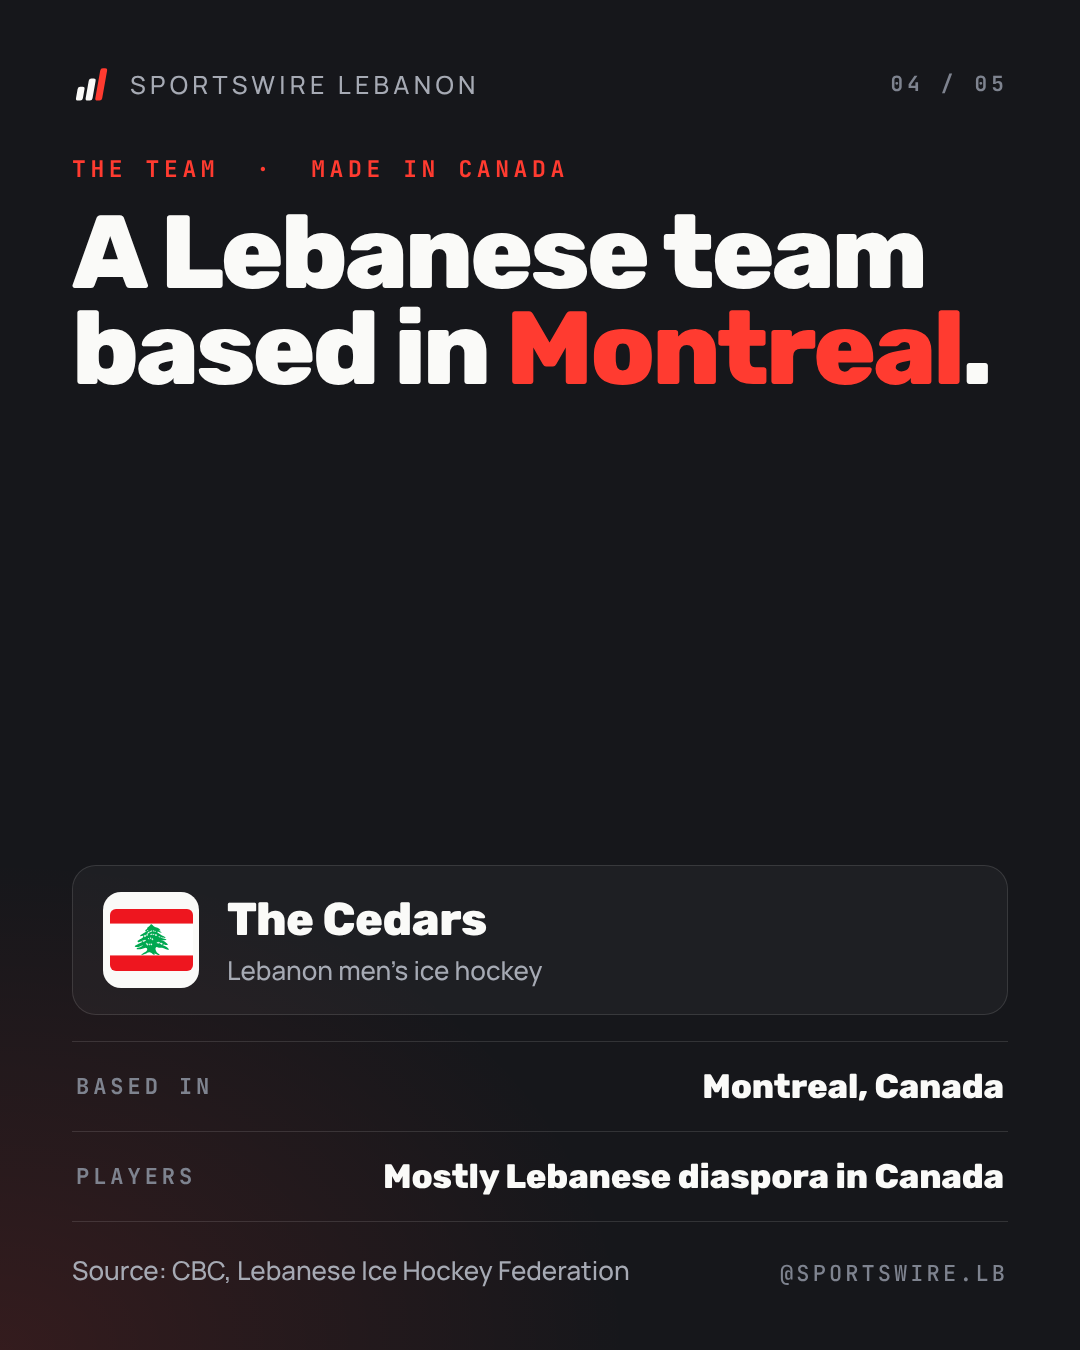 SPORTSWIRE LEBANON
04 / 05
THE TEAM · MADE IN CANADA
A Lebanese team
based in Montreal.
The Cedars
Lebanon men’s ice hockey
BASED IN
Montreal, Canada
PLAYERS
Mostly Lebanese diaspora in Canada
Source: CBC, Lebanese Ice Hockey Federation
@SPORTSWIRE.LB